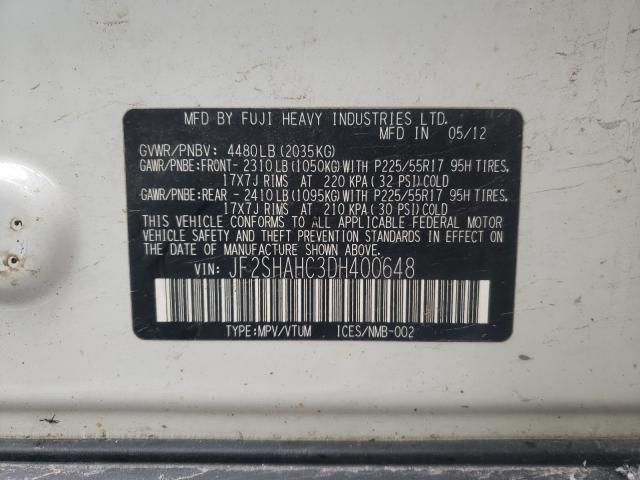 MFD BY FUJI HEAVY INDUSTRIES LTD.
MFD IN 05/12
GVWR/PNBV: 4480LB(2035KG)
GAWR/PNBE:FRONT- 2310LB(1050KG)WITH P225/55R17 95H TIRES,
17X7J RIMS AT 220 KPA(32 PSI)COLD
GAWR/PNBE:REAR - 2410LB(1095KG)WITH P225/55R17 95H TIRES,
17X7J RIMS AT 210 KPA(30 PSI)COLD
THIS VEHICLE CONFORMS TO ALL APPLICABLE FEDERAL MOTOR
VEHICLE SAFETY AND THEFT PREVENTION STANDARDS IN EFFECT ON
THE DATE OF MANUFACTURE SHOWN ABOVE.
VIN: JF2SHAHC3DH400648
TYPE:MPV/VTUM ICES/NMB-002